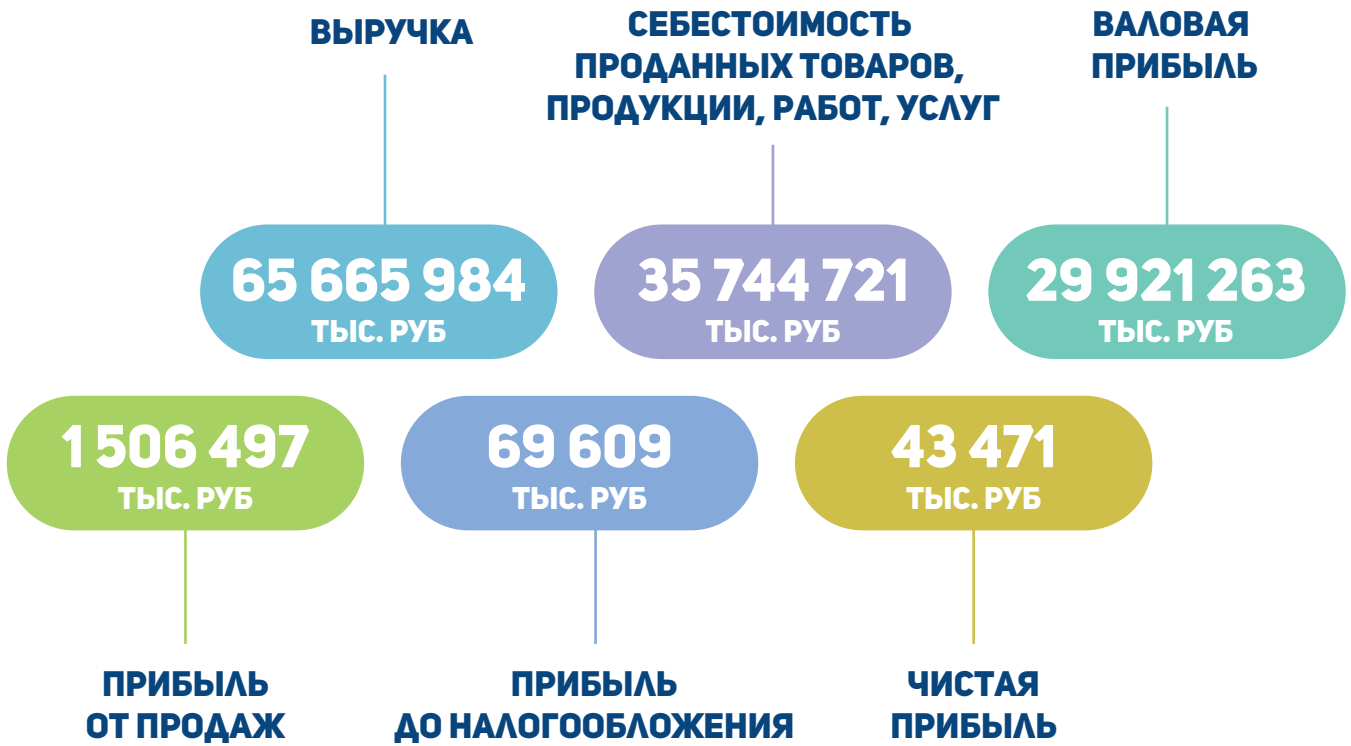 ВЫРУЧКА
СЕБЕСТОИМОСТЬ
ПРОДАННЫХ ТОВАРОВ,
ПРОДУКЦИИ, РАБОТ, УСЛУГ
ВАЛОВАЯ
ПРИБЫЛЬ
65 665 984
ТЫС. РУБ
35 744 721
ТЫС. РУБ
29 921 263
ТЫС. РУБ
1 506 497
ТЫС. РУБ
69 609
ТЫС. РУБ
43 471
ТЫС. РУБ
ПРИБЫЛЬ
ОТ ПРОДАЖ
ПРИБЫЛЬ
ДО НАЛОГООБЛОЖЕНИЯ
ЧИСТАЯ
ПРИБЫЛЬ